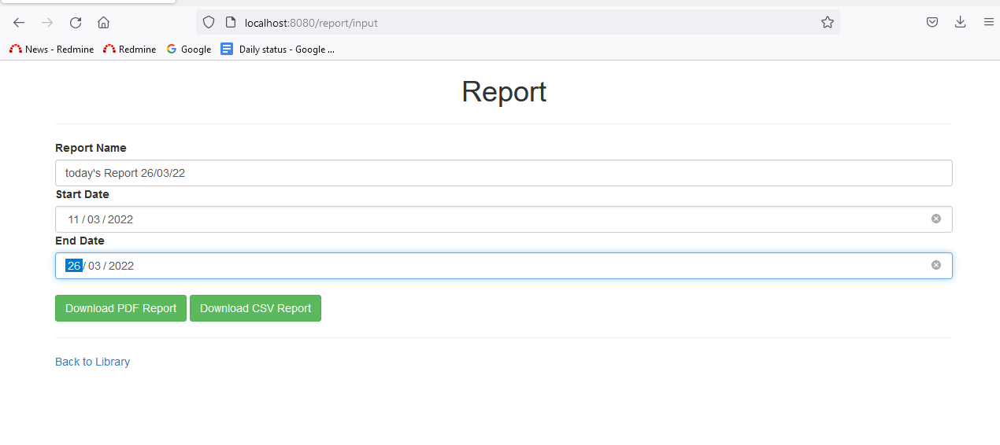 localhost:8080/report/input
News - Redmine Redmine Google Daily status - Google ...
Report
Report Name
today's Report 26/03/22
Start Date
11 / 03 / 2022
End Date
26 / 03 / 2022
Download PDF Report Download CSV Report
Back to Library